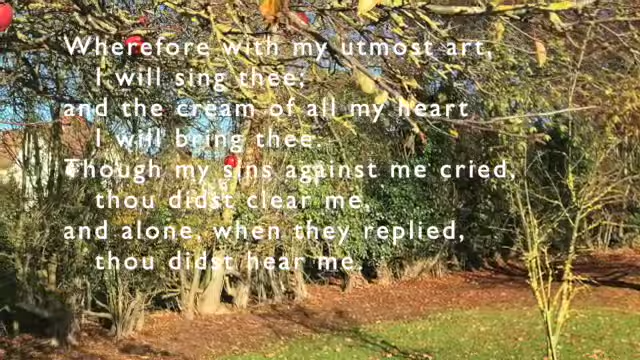 Wherefore with my utmost art,
I will sing thee;
and the cream of all my heart
I will bring thee.
Though my sins against me cried,
thou didst clear me,
and alone, when they replied,
thou didst hear me.